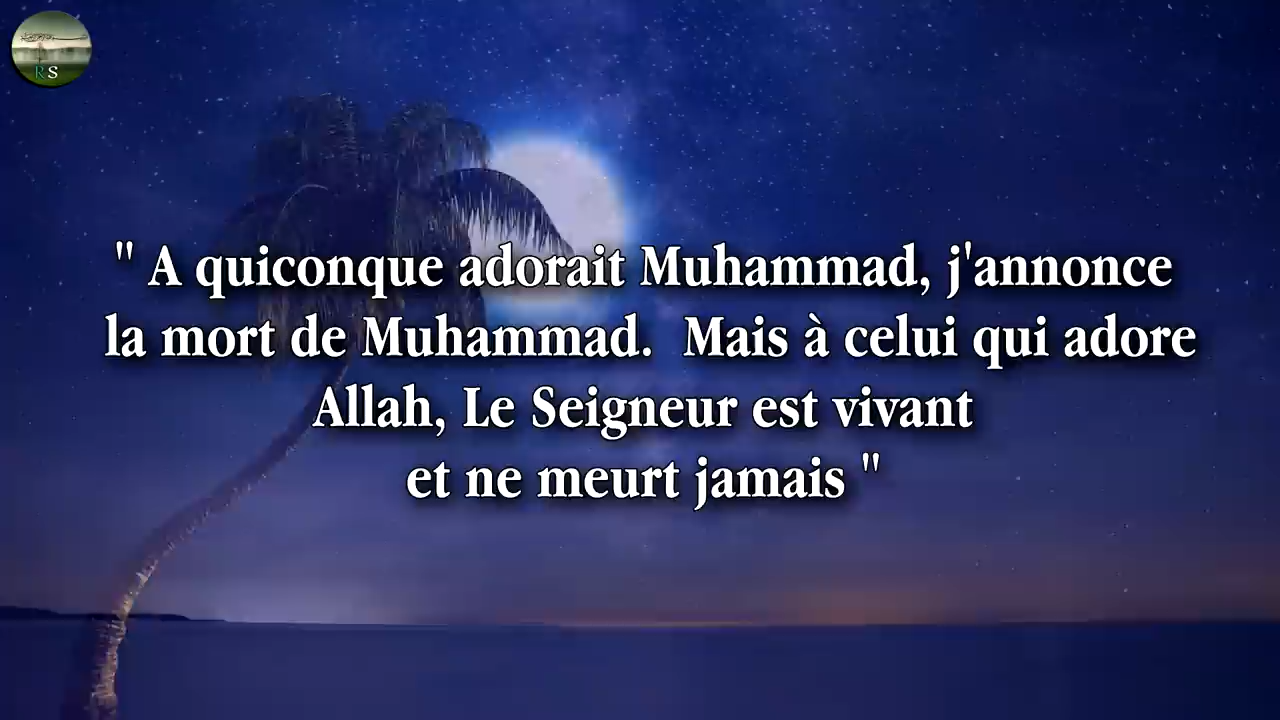 R S
" A quiconque adorait Muhammad, j'annonce
la mort de Muhammad.  Mais à celui qui adore
Allah, Le Seigneur est vivant
et ne meurt jamais "